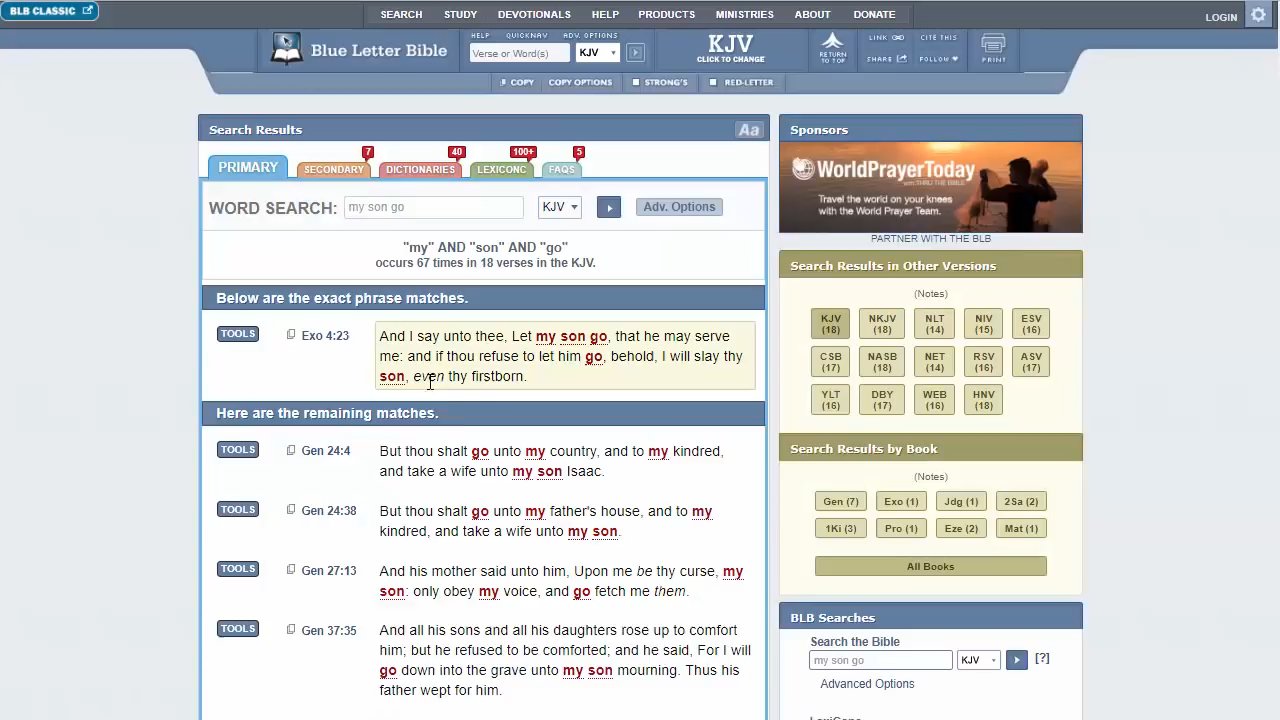 BLB CLASSIC
SEARCH STUDY DEVOTIONALS HELP PRODUCTS MINISTRIES ABOUT DONATE
LOGIN
Blue Letter Bible
HELP QUICKNAV ADV. OPTIONS
Verse or Word(s) KJV
KJV
CLICK TO CHANGE
RETURN
TO TOP
LINK CITE THIS
SHARE FOLLOW
PRINT
COPY COPY OPTIONS STRONG'S RED-LETTER
Search Results Aa
7 40 100+ 5
PRIMARY SECONDARY DICTIONARIES LEXICONC FAQS
WORD SEARCH: my son go KJV Adv. Options
"my" AND "son" AND "go"
occurs 67 times in 18 verses in the KJV.
Below are the exact phrase matches.
TOOLS Exo 4:23 And I say unto thee, Let my son go, that he may serve
me: and if thou refuse to let him go, behold, I will slay thy
son, even thy firstborn.
Here are the remaining matches.
TOOLS Gen 24:4 But thou shalt go unto my country, and to my kindred,
and take a wife unto my son Isaac.
TOOLS Gen 24:38 But thou shalt go unto my father's house, and to my
kindred, and take a wife unto my son.
TOOLS Gen 27:13 And his mother said unto him, Upon me be thy curse, my
son: only obey my voice, and go fetch me them.
TOOLS Gen 37:35 And all his sons and all his daughters rose up to comfort
him; but he refused to be comforted; and he said, For I will
go down into the grave unto my son mourning. Thus his
father wept for him.
Sponsors
WorldPrayerToday
with THRU THE BIBLE
Travel the world on your knees
with the World Prayer Team.
PARTNER WITH THE BLB
Search Results in Other Versions
(Notes)
KJV NKJV NLT NIV ESV
(18) (18) (14) (15) (16)
CSB NASB NET RSV ASV
(17) (16) (14) (16) (17)
YLT DBY WEB HNV
(16) (17) (16) (18)
Search Results by Book
(Notes)
Gen (7) Exo (1) Jdg (1) 2Sa (2)
1Ki (3) Pro (1) Eze (2) Mat (1)
All Books
BLB Searches
Search the Bible
my son go KJV [?]
Advanced Options